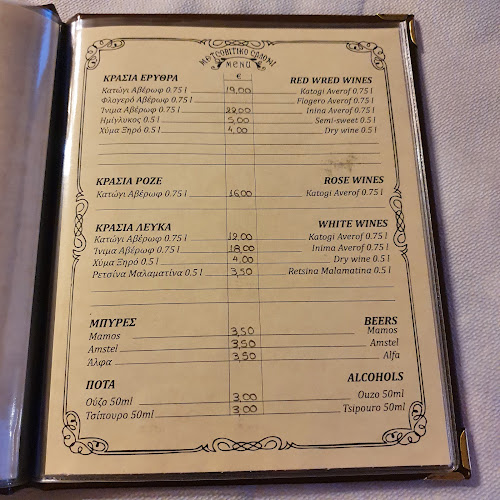 ΜΕΤΣΟΒΙΤΙΚΟ ΣΑΛΟΝΙ
MENU
ΚΡΑΣΙΑ ΕΡΥΘΡΑ € RED WRED WINES
Κατώγι Αβέρωφ 0.75 l 19,00 Katogi Averof 0.75 l
Φλογερό Αβέρωφ 0.75 l Flogero Averof 0.75 l
Ίνιμα Αβέρωφ 0.75 l 22,00 Inina Averof 0.75 l
Ημίγλυκος 0.5 l 5,00 Semi-sweet 0.5 l
Χύμα Ξηρό 0.5 l 4,00 Dry wine 0.5 l
ΚΡΑΣΙΑ ΡΟΖΕ ROSE WINES
Κατώγι Αβέρωφ 0.75 l 16,00 Katogi Averof 0.75 l
ΚΡΑΣΙΑ ΛΕΥΚΑ WHITE WINES
Κατώγι Αβέρωφ 0.75 l 19,00 Katogi Averof 0.75 l
Ίνιμα Αβέρωφ 0.75 l 18,00 Inima Averof 0.75 l
Χύμα Ξηρό 0.5 l 4,00 Dry wine 0.5 l
Ρετσίνα Μαλαματίνα 0.5 l 3,50 Retsina Malamatina 0.5 l
ΜΠΥΡΕΣ BEERS
Mamos 3,50 Mamos
Amstel 3,50 Amstel
Άλφα 3,50 Alfa
ΠΟΤΑ ALCOHOLS
Ούζο 50ml 3,00 Ouzo 50ml
Τσίπουρο 50ml 3,00 Tsipouro 50ml